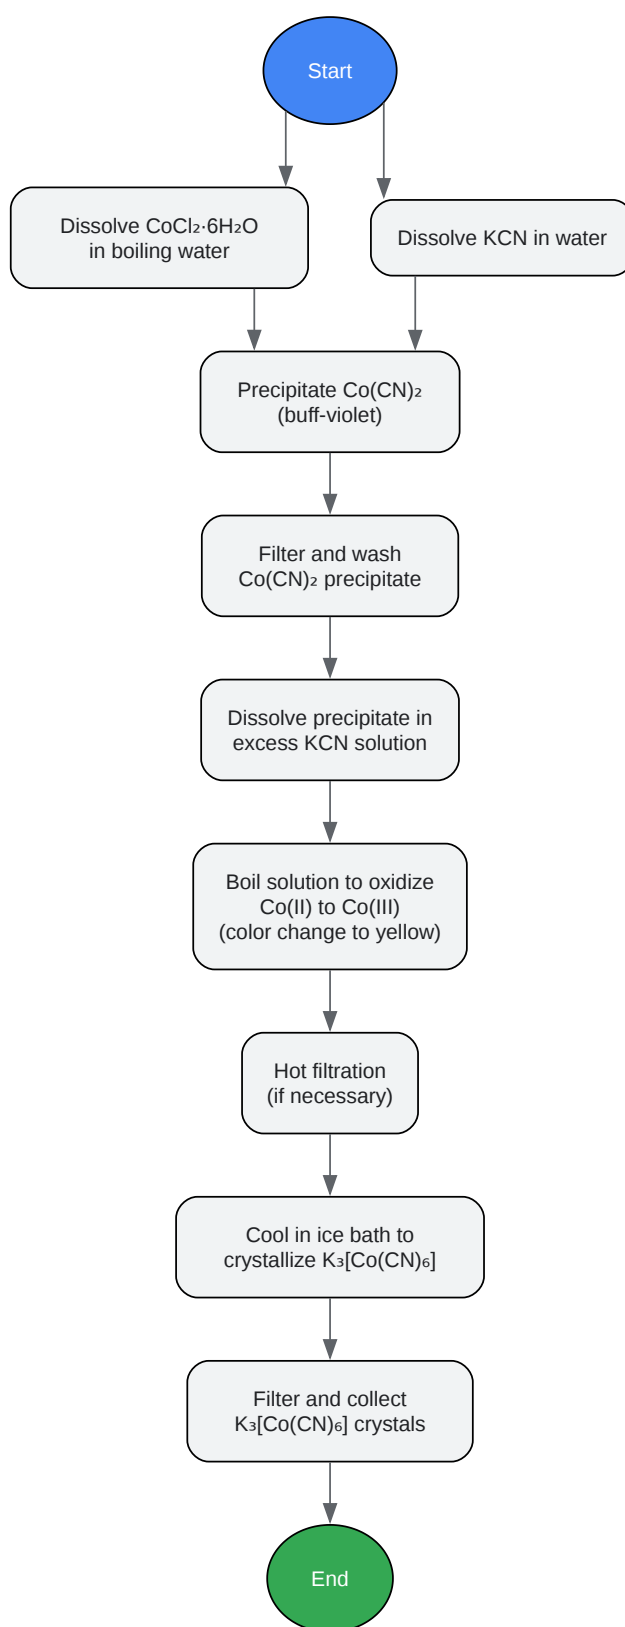 Start
Dissolve CoCl₂·6H₂O
in boiling water
Dissolve KCN in water
Precipitate Co(CN)₂
(buff-violet)
Filter and wash
Co(CN)₂ precipitate
Dissolve precipitate in
excess KCN solution
Boil solution to oxidize
Co(II) to Co(III)
(color change to yellow)
Hot filtration
(if necessary)
Cool in ice bath to
crystallize K₃[Co(CN)₆]
Filter and collect
K₃[Co(CN)₆] crystals
End